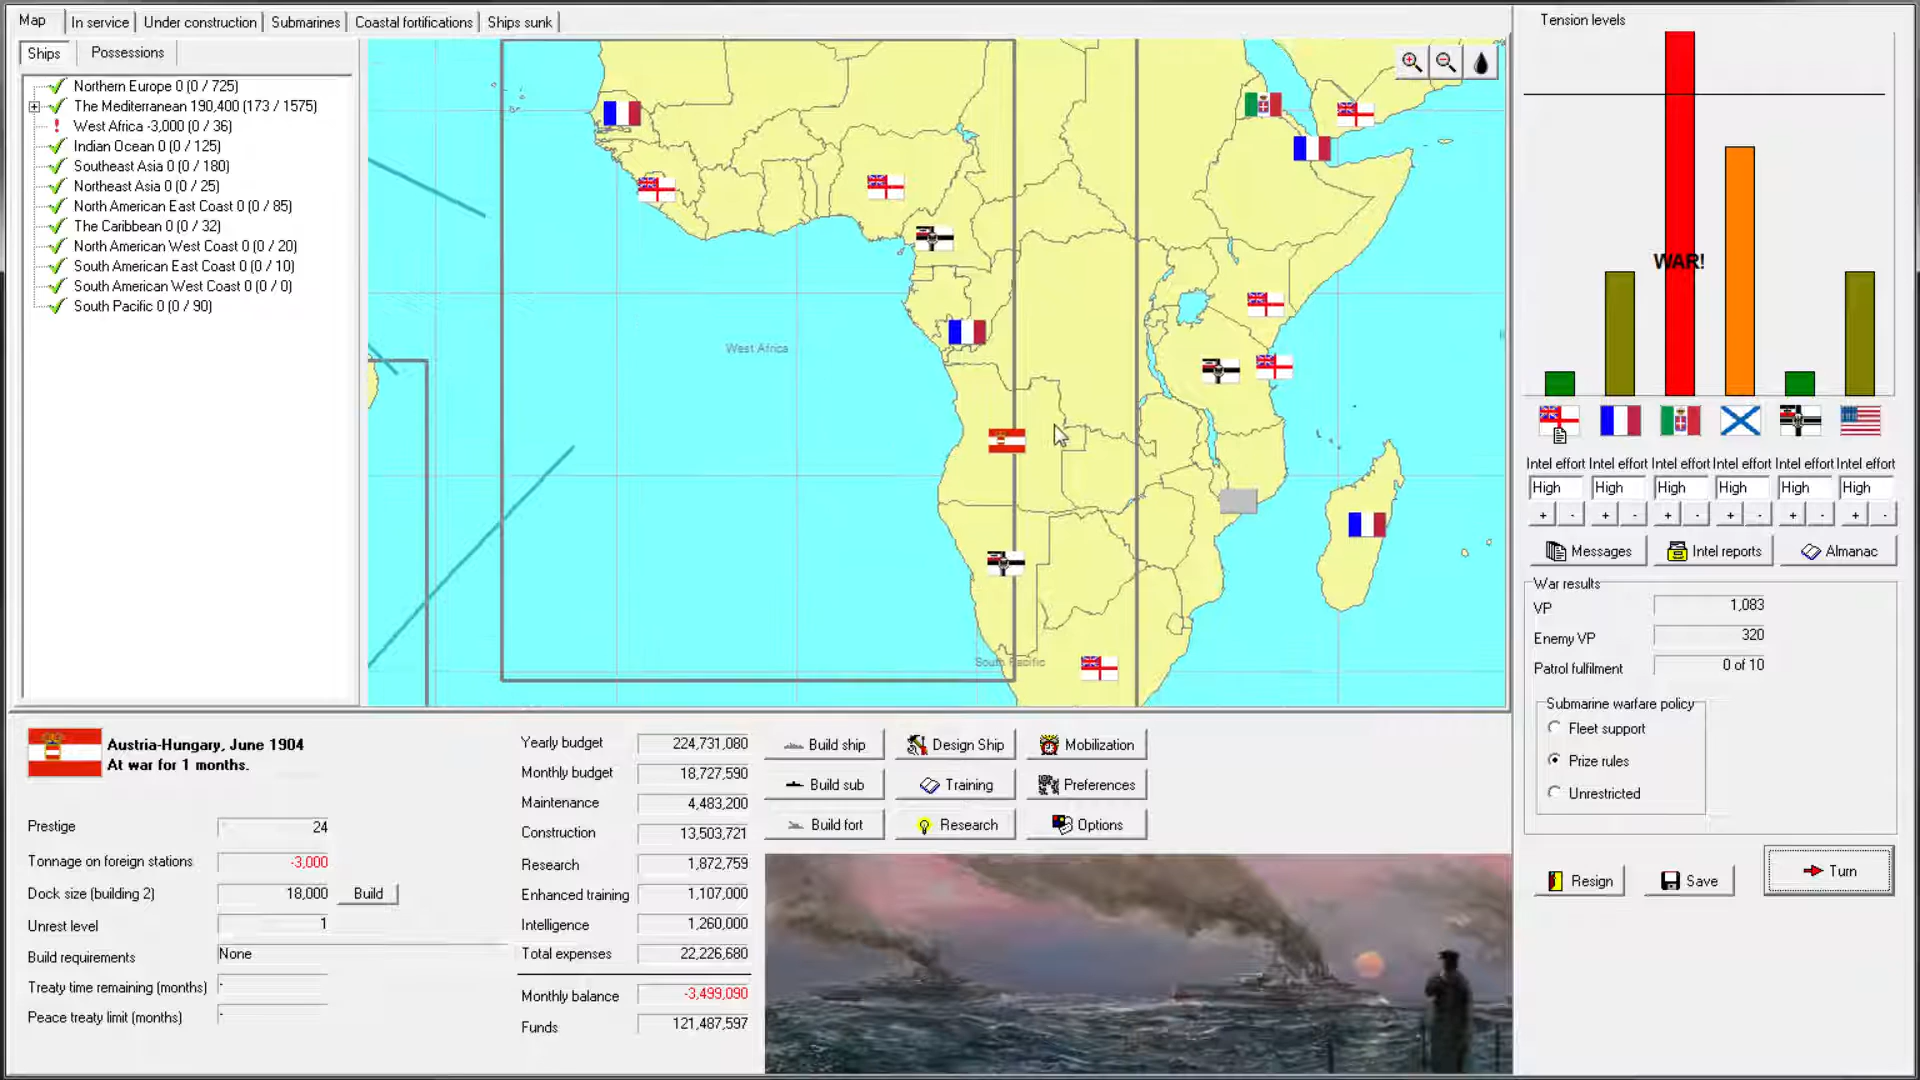 Map
In service
Under construction
Submarines
Coastal fortifications
Ships sunk
Ships
Possessions
Northern Europe 0 (0 / 725)
The Mediterranean 190,400 (173 / 1575)
West Africa -3,000 (0 / 36)
Indian Ocean 0 (0 / 125)
Southeast Asia 0 (0 / 180)
Northeast Asia 0 (0 / 25)
North American East Coast 0 (0 / 85)
The Caribbean 0 (0 / 32)
North American West Coast 0 (0 / 20)
South American East Coast 0 (0 / 10)
South American West Coast 0 (0 / 0)
South Pacific 0 (0 / 90)
West Africa
South Pacific
Tension levels
WAR!
Intel effort Intel effort Intel effort Intel effort Intel effort Intel effort
High High High High High High
+ - + - + - + - + - + -
Messages
Intel reports
Almanac
War results
VP 1,083
Enemy VP 320
Patrol fulfilment 0 of 10
Submarine warfare policy
Fleet support
Prize rules
Unrestricted
Resign
Save
Turn
Austria-Hungary, June 1904
At war for 1 months.
Prestige 24
Tonnage on foreign stations -3,000
Dock size (building 2) 18,000 Build
Unrest level 1
Build requirements None
Treaty time remaining (months) -
Peace treaty limit (months) -
Yearly budget 224,731,080
Monthly budget 18,727,590
Maintenance 4,483,200
Construction 13,503,721
Research 1,872,759
Enhanced training 1,107,000
Intelligence 1,260,000
Total expenses 22,226,680
Monthly balance -3,499,090
Funds 121,487,597
Build ship
Design Ship
Mobilization
Build sub
Training
Preferences
Build fort
Research
Options